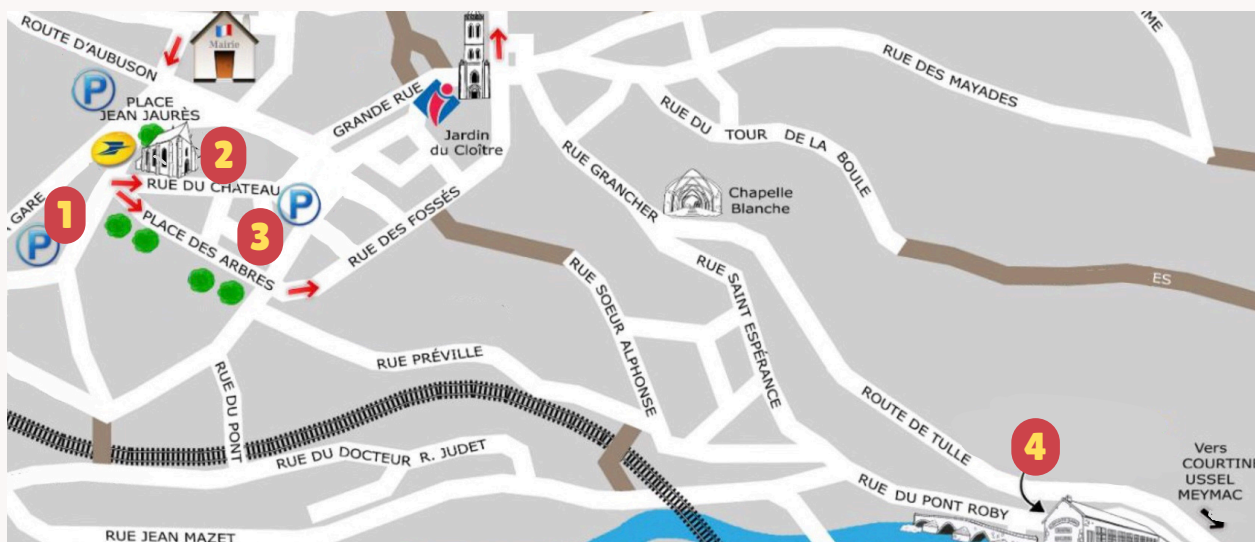 ROUTE D'AUBUSON
Mairie
P
PLACE
JEAN JAURÈS
2
RUE DU CHATEAU
P
1
GARE
P
PLACE DES ARBRES
3
GRANDE RUE
Jardin
du Cloître
RUE DES FOSSÉS
RUE DES MAYADES
RUE DU TOUR DE LA BOULE
RUE GRANCHER
Chapelle
Blanche
ES
RUE SOEUR ALPHONSE
RUE SAINT ESPÉRANCE
RUE PRÉVILLE
RUE DU PONT
RUE DU DOCTEUR R. JUDET
RUE JEAN MAZET
ROUTE DE TULLE
4
RUE DU PONT ROBY
Vers
COURTINE
USSEL
MEYMAC